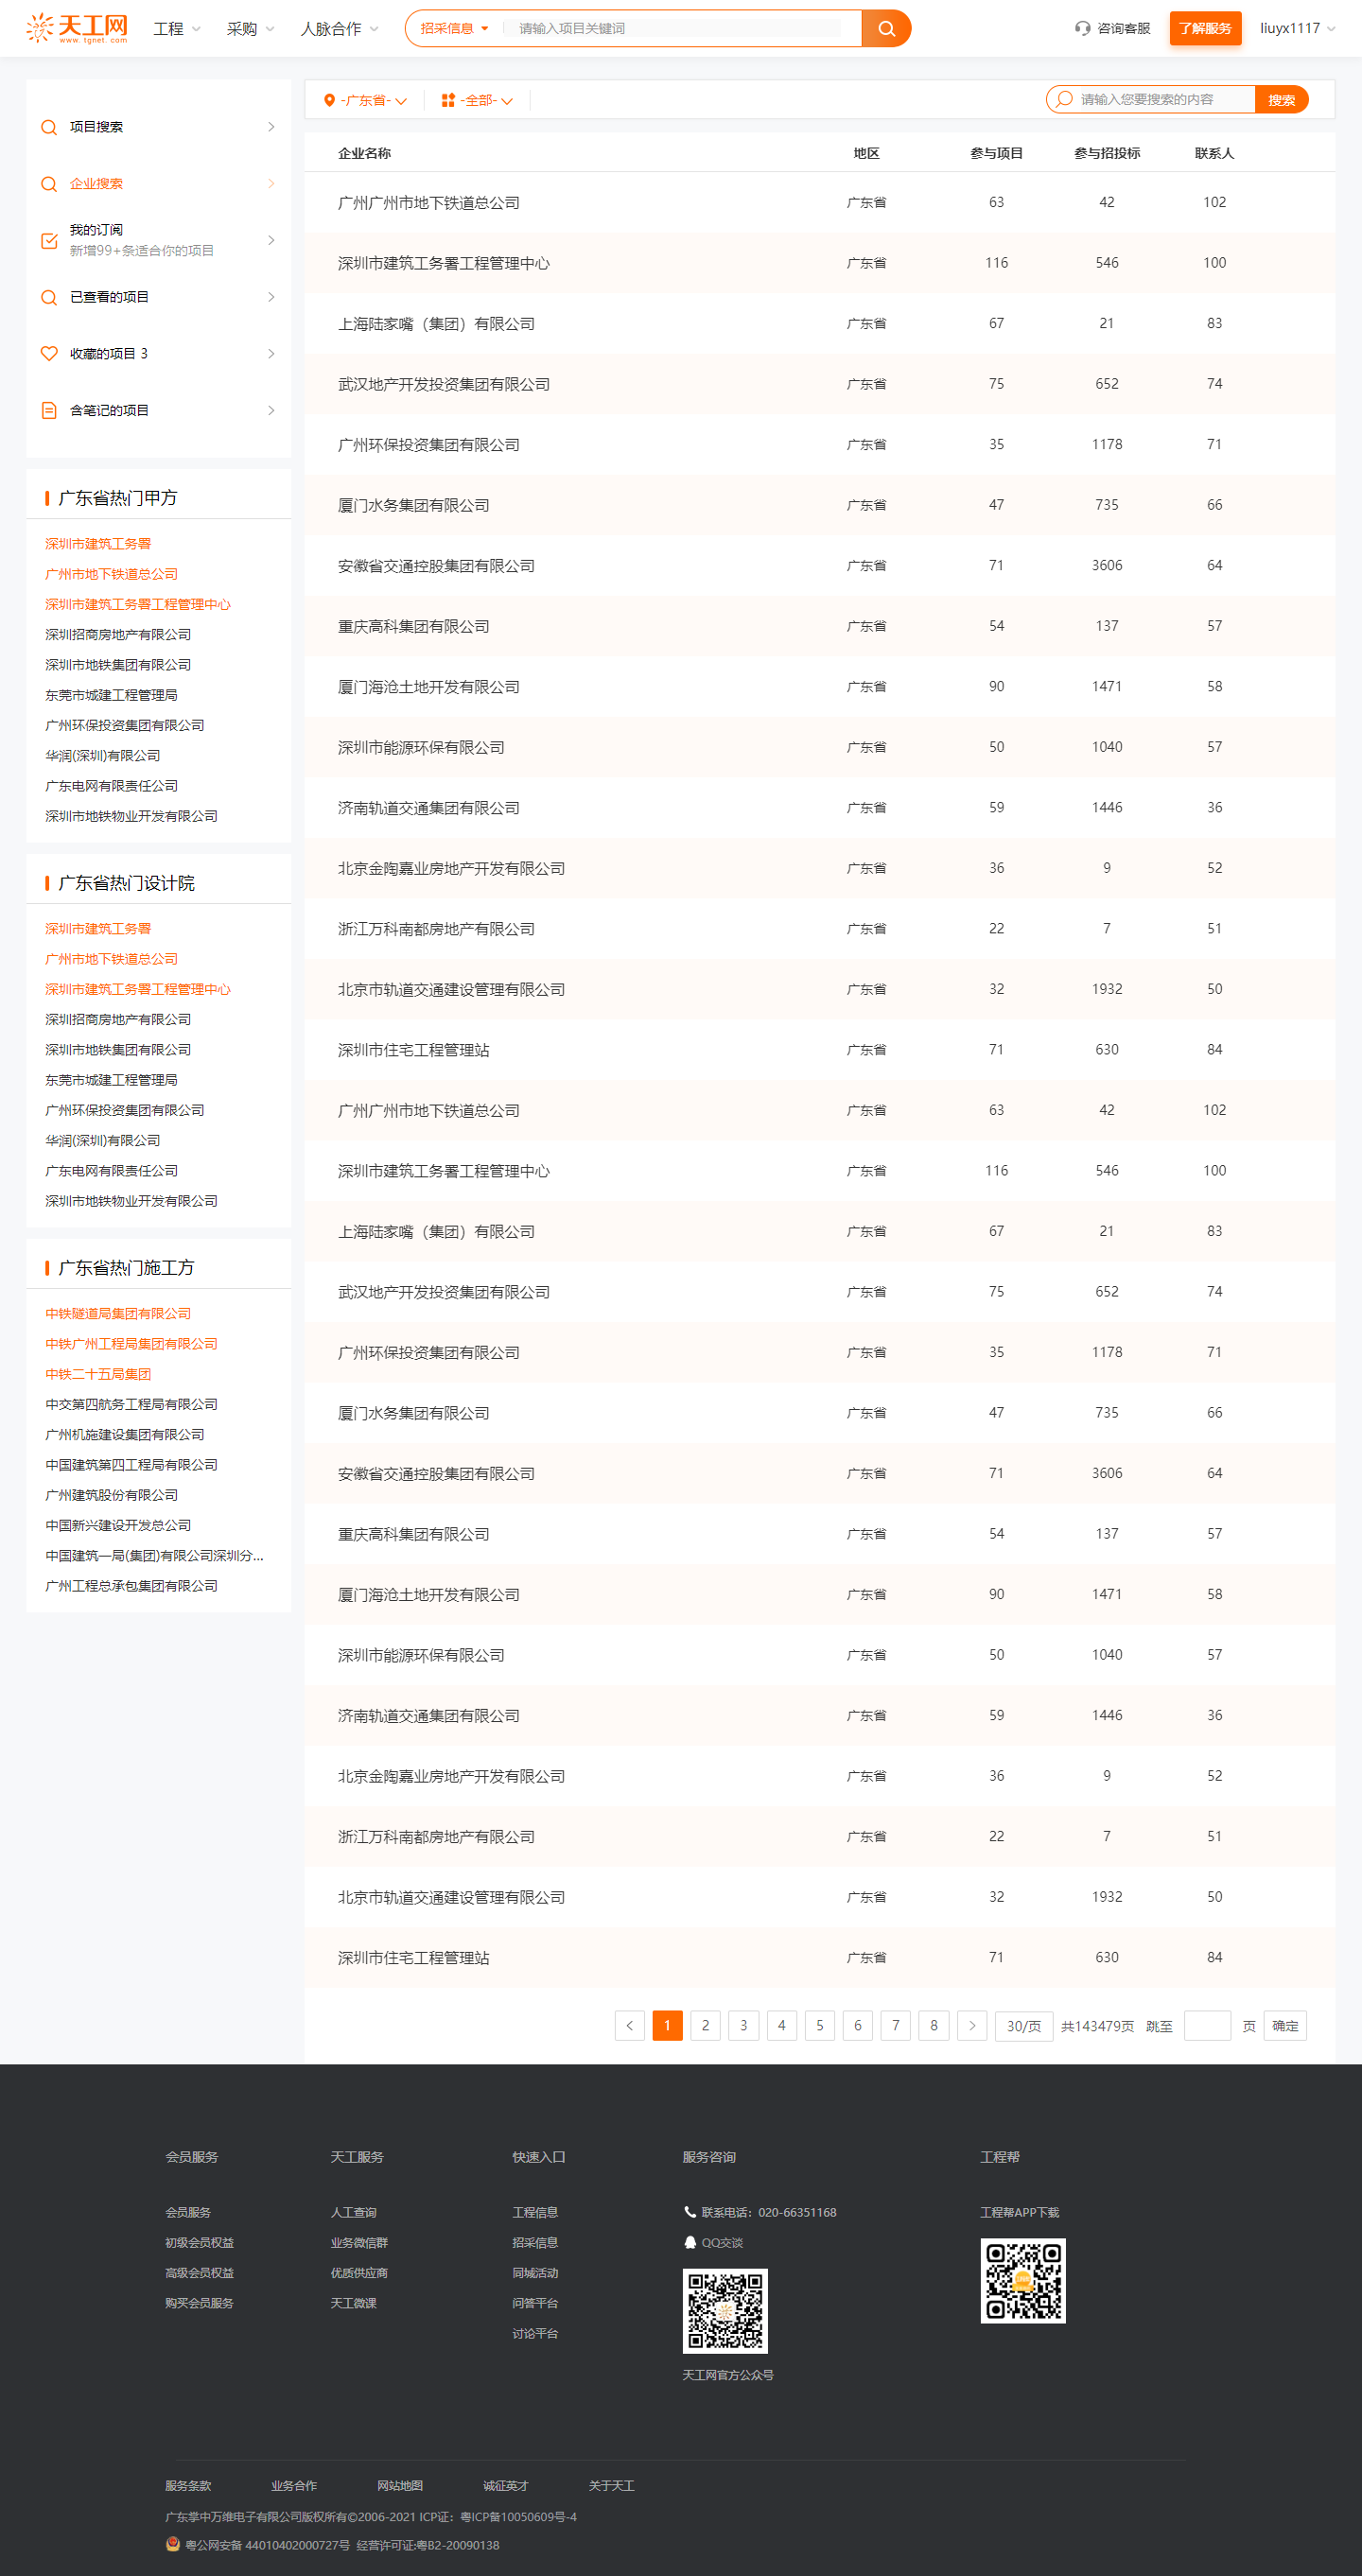 天工网
www.tgnet.com
工程 采购 人脉合作 招采信息 请输入项目关键词 咨询客服 了解服务 liuyx1117
项目搜索
企业搜索
我的订阅
新增99+条适合你的项目
已查看的项目
收藏的项目 3
含笔记的项目
广东省热门甲方
深圳市建筑工务署
广州市地下铁道总公司
深圳市建筑工务署工程管理中心
深圳招商房地产有限公司
深圳市地铁集团有限公司
东莞市城建工程管理局
广州环保投资集团有限公司
华润(深圳)有限公司
广东电网有限责任公司
深圳市地铁物业开发有限公司
广东省热门设计院
深圳市建筑工务署
广州市地下铁道总公司
深圳市建筑工务署工程管理中心
深圳招商房地产有限公司
深圳市地铁集团有限公司
东莞市城建工程管理局
广州环保投资集团有限公司
华润(深圳)有限公司
广东电网有限责任公司
深圳市地铁物业开发有限公司
广东省热门施工方
中铁隧道局集团有限公司
中铁广州工程局集团有限公司
中铁二十五局集团
中交第四航务工程局有限公司
广州机施建设集团有限公司
中国建筑第四工程局有限公司
广州建筑股份有限公司
中国新兴建设开发总公司
中国建筑一局(集团)有限公司深圳分...
广州工程总承包集团有限公司
-广东省- -全部- 请输入您要搜索的内容 搜索
企业名称 地区 参与项目 参与招投标 联系人
广州广州市地下铁道总公司 广东省 63 42 102
深圳市建筑工务署工程管理中心 广东省 116 546 100
上海陆家嘴（集团）有限公司 广东省 67 21 83
武汉地产开发投资集团有限公司 广东省 75 652 74
广州环保投资集团有限公司 广东省 35 1178 71
厦门水务集团有限公司 广东省 47 735 66
安徽省交通控股集团有限公司 广东省 71 3606 64
重庆高科集团有限公司 广东省 54 137 57
厦门海沧土地开发有限公司 广东省 90 1471 58
深圳市能源环保有限公司 广东省 50 1040 57
济南轨道交通集团有限公司 广东省 59 1446 36
北京金陶嘉业房地产开发有限公司 广东省 36 9 52
浙江万科南都房地产有限公司 广东省 22 7 51
北京市轨道交通建设管理有限公司 广东省 32 1932 50
深圳市住宅工程管理站 广东省 71 630 84
广州广州市地下铁道总公司 广东省 63 42 102
深圳市建筑工务署工程管理中心 广东省 116 546 100
上海陆家嘴（集团）有限公司 广东省 67 21 83
武汉地产开发投资集团有限公司 广东省 75 652 74
广州环保投资集团有限公司 广东省 35 1178 71
厦门水务集团有限公司 广东省 47 735 66
安徽省交通控股集团有限公司 广东省 71 3606 64
重庆高科集团有限公司 广东省 54 137 57
厦门海沧土地开发有限公司 广东省 90 1471 58
深圳市能源环保有限公司 广东省 50 1040 57
济南轨道交通集团有限公司 广东省 59 1446 36
北京金陶嘉业房地产开发有限公司 广东省 36 9 52
浙江万科南都房地产有限公司 广东省 22 7 51
北京市轨道交通建设管理有限公司 广东省 32 1932 50
深圳市住宅工程管理站 广东省 71 630 84
< 1 2 3 4 5 6 7 8 > 30/页 共143479页 跳至 页 确定
会员服务
会员服务
初级会员权益
高级会员权益
购买会员服务
天工服务
人工查询
业务微信群
优质供应商
天工微课
快速入口
工程信息
招采信息
同城活动
问答平台
讨论平台
服务咨询
联系电话：020-66351168
QQ交谈
天工网官方公众号
工程帮
工程帮APP下载
服务条款 业务合作 网站地图 诚征英才 关于天工
广东掌中万维电子有限公司版权所有©2006-2021 ICP证：粤ICP备10050609号-4
粤公网安备 44010402000727号 经营许可证:粤B2-20090138